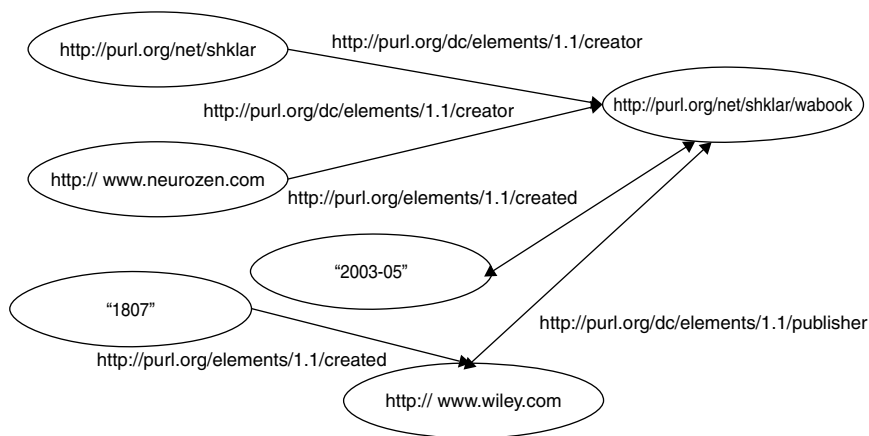 http://purl.org/net/shklar
http://purl.org/dc/elements/1.1/creator
http://purl.org/net/shklar/wabook
http://purl.org/dc/elements/1.1/creator
http:// www.neurozen.com
http://purl.org/elements/1.1/created
“2003-05”
“1807”
http://purl.org/dc/elements/1.1/publisher
http://purl.org/elements/1.1/created
http:// www.wiley.com